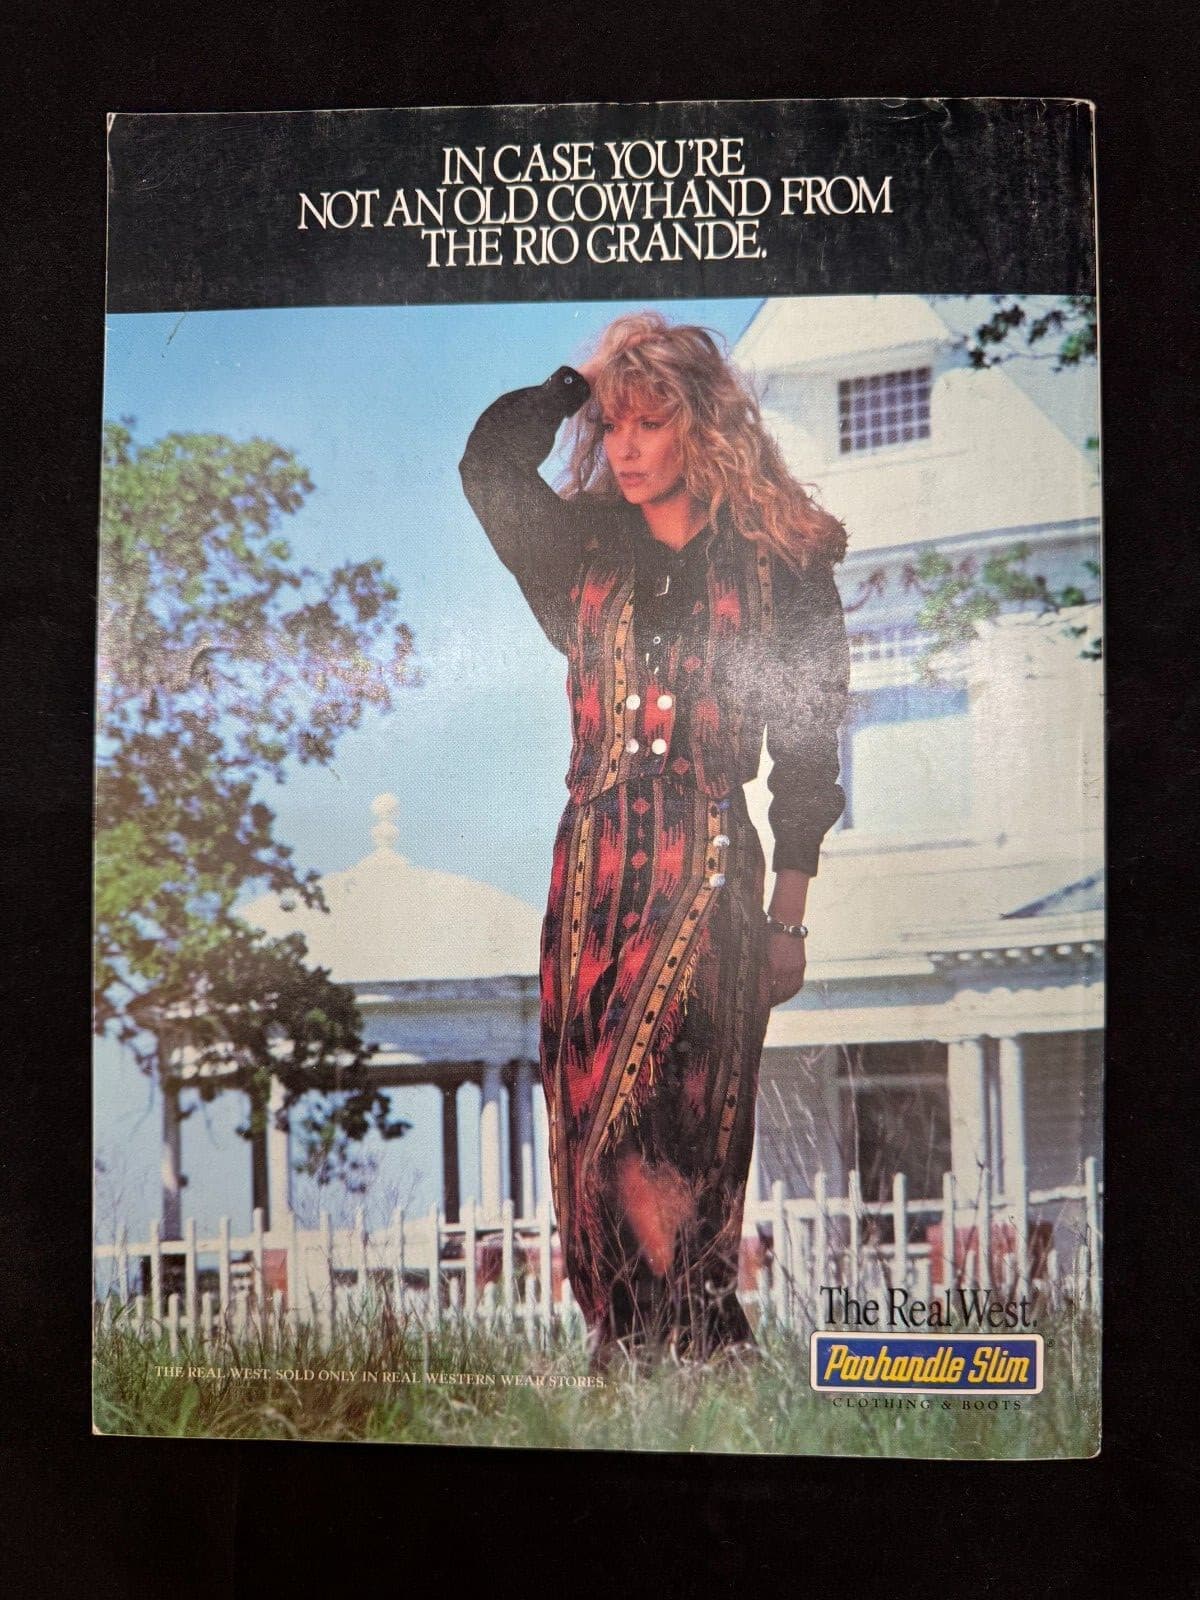 IN CASE YOU'RE
NOT AN OLD COWHAND FROM
THE RIO GRANDE.
The Real West.
Panhandle Slim ®
CLOTHING & BOOTS
THE REAL WEST. SOLD ONLY IN REAL WESTERN WEAR STORES.